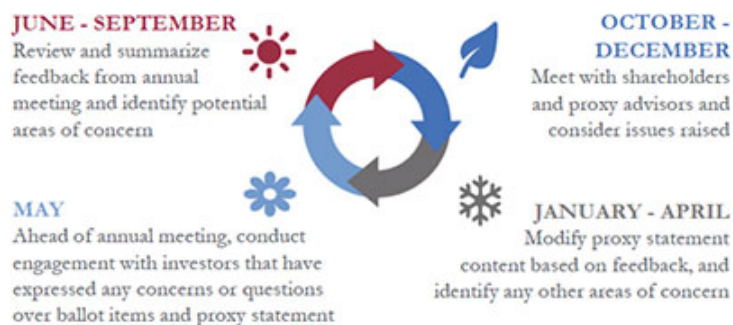 JUNE - SEPTEMBER
Review and summarize
feedback from annual
meeting and identify potential
areas of concern
OCTOBER -
DECEMBER
Meet with shareholders
and proxy advisors and
consider issues raised
MAY
Ahead of annual meeting, conduct
engagement with investors that have
expressed any concerns or questions
over ballot items and proxy statement
JANUARY - APRIL
Modify proxy statement
content based on feedback, and
identify any other areas of concern